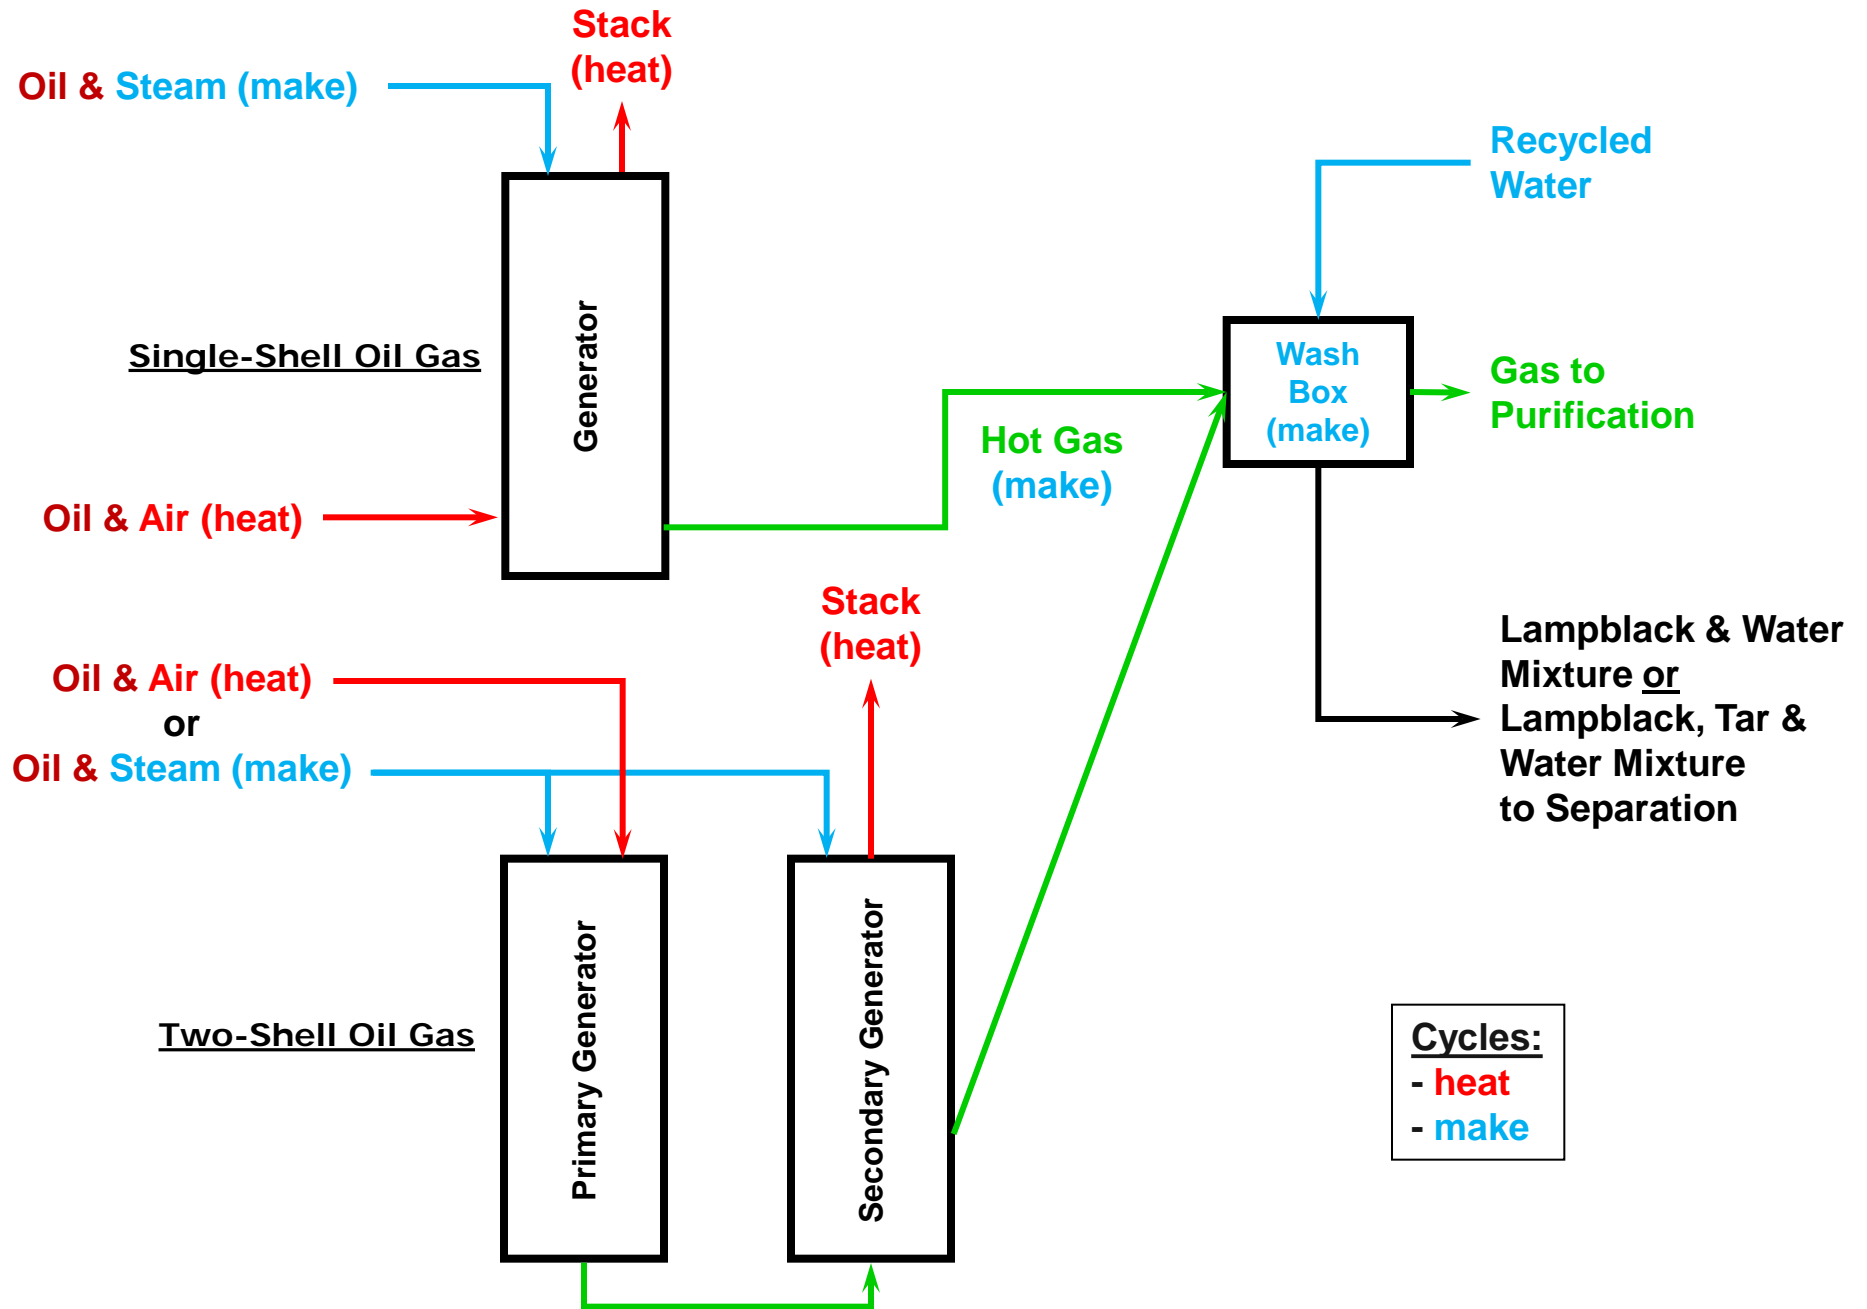 Stack
(heat)
Oil & Steam (make)
Recycled
Water
Generator
Single-Shell Oil Gas
Wash
Box
(make)
Gas to
Purification
Hot Gas
(make)
Oil & Air (heat)
Stack
(heat)
Lampblack & Water
Mixture or
Lampblack, Tar &
Water Mixture
to Separation
Oil & Air (heat)
or
Oil & Steam (make)
Primary Generator
Secondary Generator
Two-Shell Oil Gas
Cycles:
- heat
- make